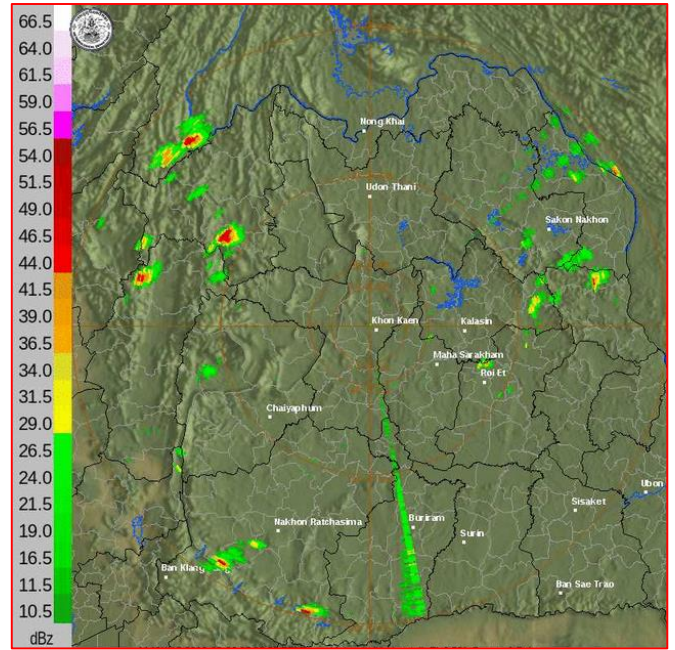 66.5
64.0
61.5
59.0
56.5
54.0
51.5
49.0
46.5
44.0
41.5
39.0
36.5
34.0
31.5
29.0
26.5
24.0
21.5
19.0
16.5
11.5
10.5
dBz
Nong Khai
Udon Thani
Sakon Nakhon
Khon Kaen
Kalasin
Maha Sarakham
Roi Et
Chaiyaphum
Ubon
Sisaket
Nakhon Ratchasima
Buriram
Surin
Ban Klang
Ban Sae Trao